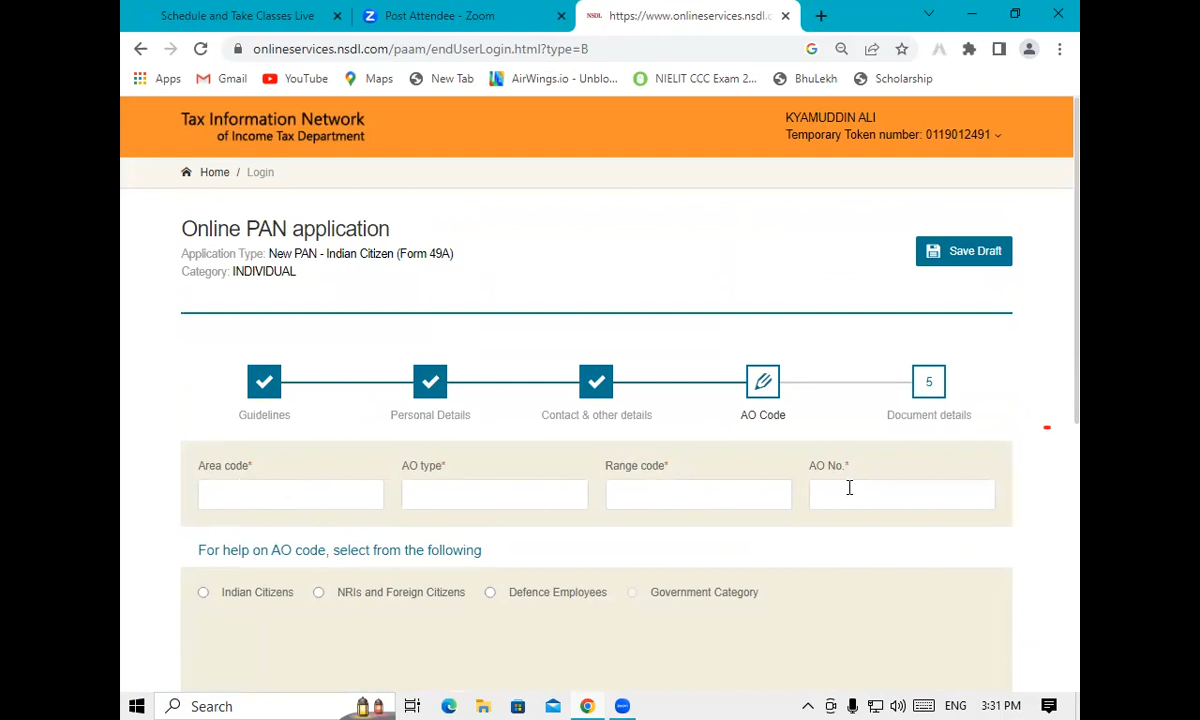 Schedule and Take Classes Live
Post Attendee - Zoom
NSDL https://www.onlineservices.nsdl.c
onlineservices.nsdl.com/paam/endUserLogin.html?type=B
Apps Gmail YouTube Maps New Tab AirWings.io - Unblo... NIELIT CCC Exam 2... BhuLekh Scholarship
Tax Information Network
of Income Tax Department
KYAMUDDIN ALI
Temporary Token number: 0119012491
Home / Login
Online PAN application
Application Type: New PAN - Indian Citizen (Form 49A)
Category: INDIVIDUAL
Save Draft
5
Guidelines Personal Details Contact & other details AO Code Document details
Area code* AO type* Range code* AO No.*
For help on AO code, select from the following
Indian Citizens NRIs and Foreign Citizens Defence Employees Government Category
Search
ENG 3:31 PM